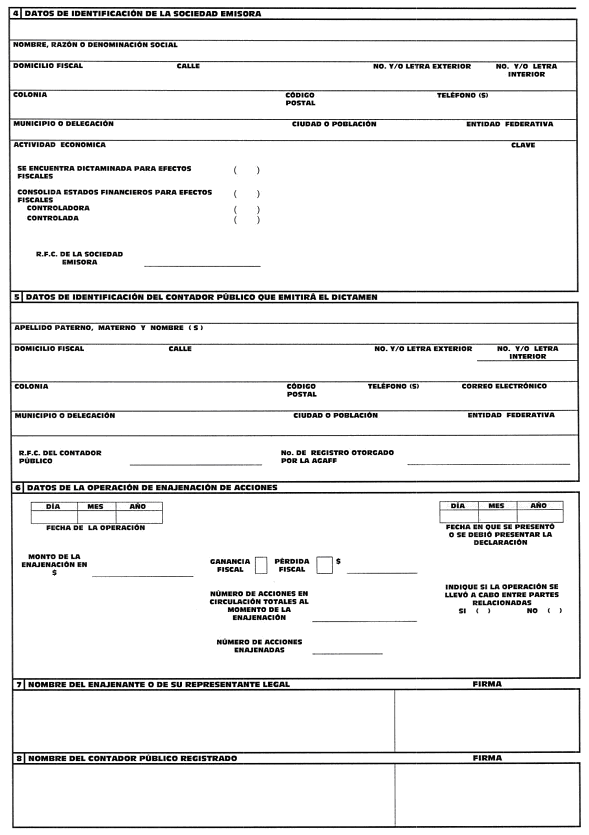 4 DATOS DE IDENTIFICACIÓN DE LA SOCIEDAD EMISORA
NOMBRE, RAZÓN O DENOMINACIÓN SOCIAL
DOMICILIO FISCAL CALLE NO. Y/O LETRA EXTERIOR NO. Y/O LETRA
INTERIOR
COLONIA CÓDIGO TELÉFONO (S)
POSTAL
MUNICIPIO O DELEGACIÓN CIUDAD O POBLACIÓN ENTIDAD FEDERATIVA
ACTIVIDAD ECONOMICA CLAVE
SE ENCUENTRA DICTAMINADA PARA EFECTOS ( )
FISCALES
CONSOLIDA ESTADOS FINANCIEROS PARA EFECTOS ( )
FISCALES
CONTROLADORA ( )
CONTROLADA ( )
R.F.C. DE LA SOCIEDAD
EMISORA
5 DATOS DE IDENTIFICACIÓN DEL CONTADOR PÚBLICO QUE EMITIRÁ EL DICTAMEN
APELLIDO PATERNO, MATERNO Y NOMBRE ( S )
DOMICILIO FISCAL CALLE NO. Y/O LETRA EXTERIOR NO. Y/O LETRA
INTERIOR
COLONIA CÓDIGO TELÉFONO (S) CORREO ELECTRÓNICO
POSTAL
MUNICIPIO O DELEGACIÓN CIUDAD O POBLACIÓN ENTIDAD FEDERATIVA
R.F.C. DEL CONTADOR No. DE REGISTRO OTORGADO
PÚBLICO POR LA AGAFF
6 DATOS DE LA OPERACIÓN DE ENAJENACIÓN DE ACCIONES
DÍA MES AÑO DÍA MES AÑO
FECHA DE LA OPERACIÓN FECHA EN QUE SE PRESENTÓ
O SE DEBIÓ PRESENTAR LA
DECLARACIÓN
MONTO DE LA
ENAJENACIÓN EN
$
GANANCIA PÉRDIDA $
FISCAL FISCAL
INDIQUE SI LA OPERACIÓN SE
LLEVÓ A CABO ENTRE PARTES
RELACIONADAS
SI ( ) NO ( )
NÚMERO DE ACCIONES EN
CIRCULACIÓN TOTALES AL
MOMENTO DE LA
ENAJENACIÓN
NÚMERO DE ACCIONES
ENAJENADAS
7 NOMBRE DEL ENAJENANTE O DE SU REPRESENTANTE LEGAL FIRMA
8 NOMBRE DEL CONTADOR PÚBLICO REGISTRADO FIRMA